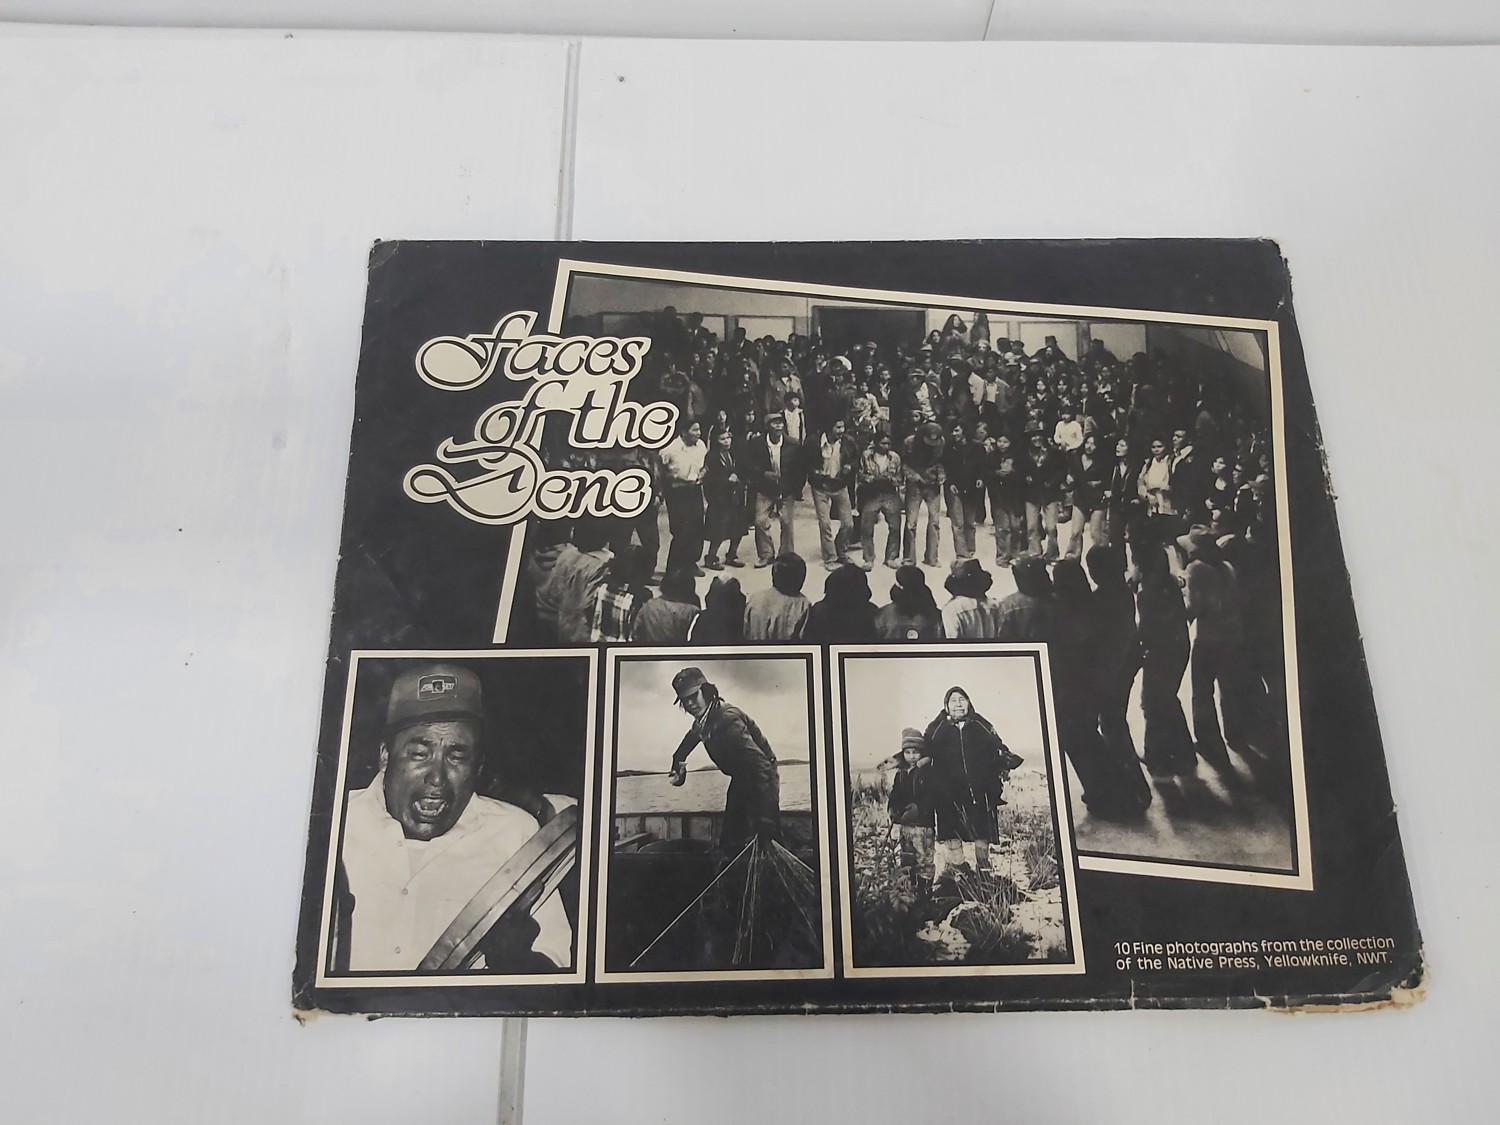 Faces
of the
Dene
10 Fine photographs from the collection
of the Native Press, Yellowknife, NWT.